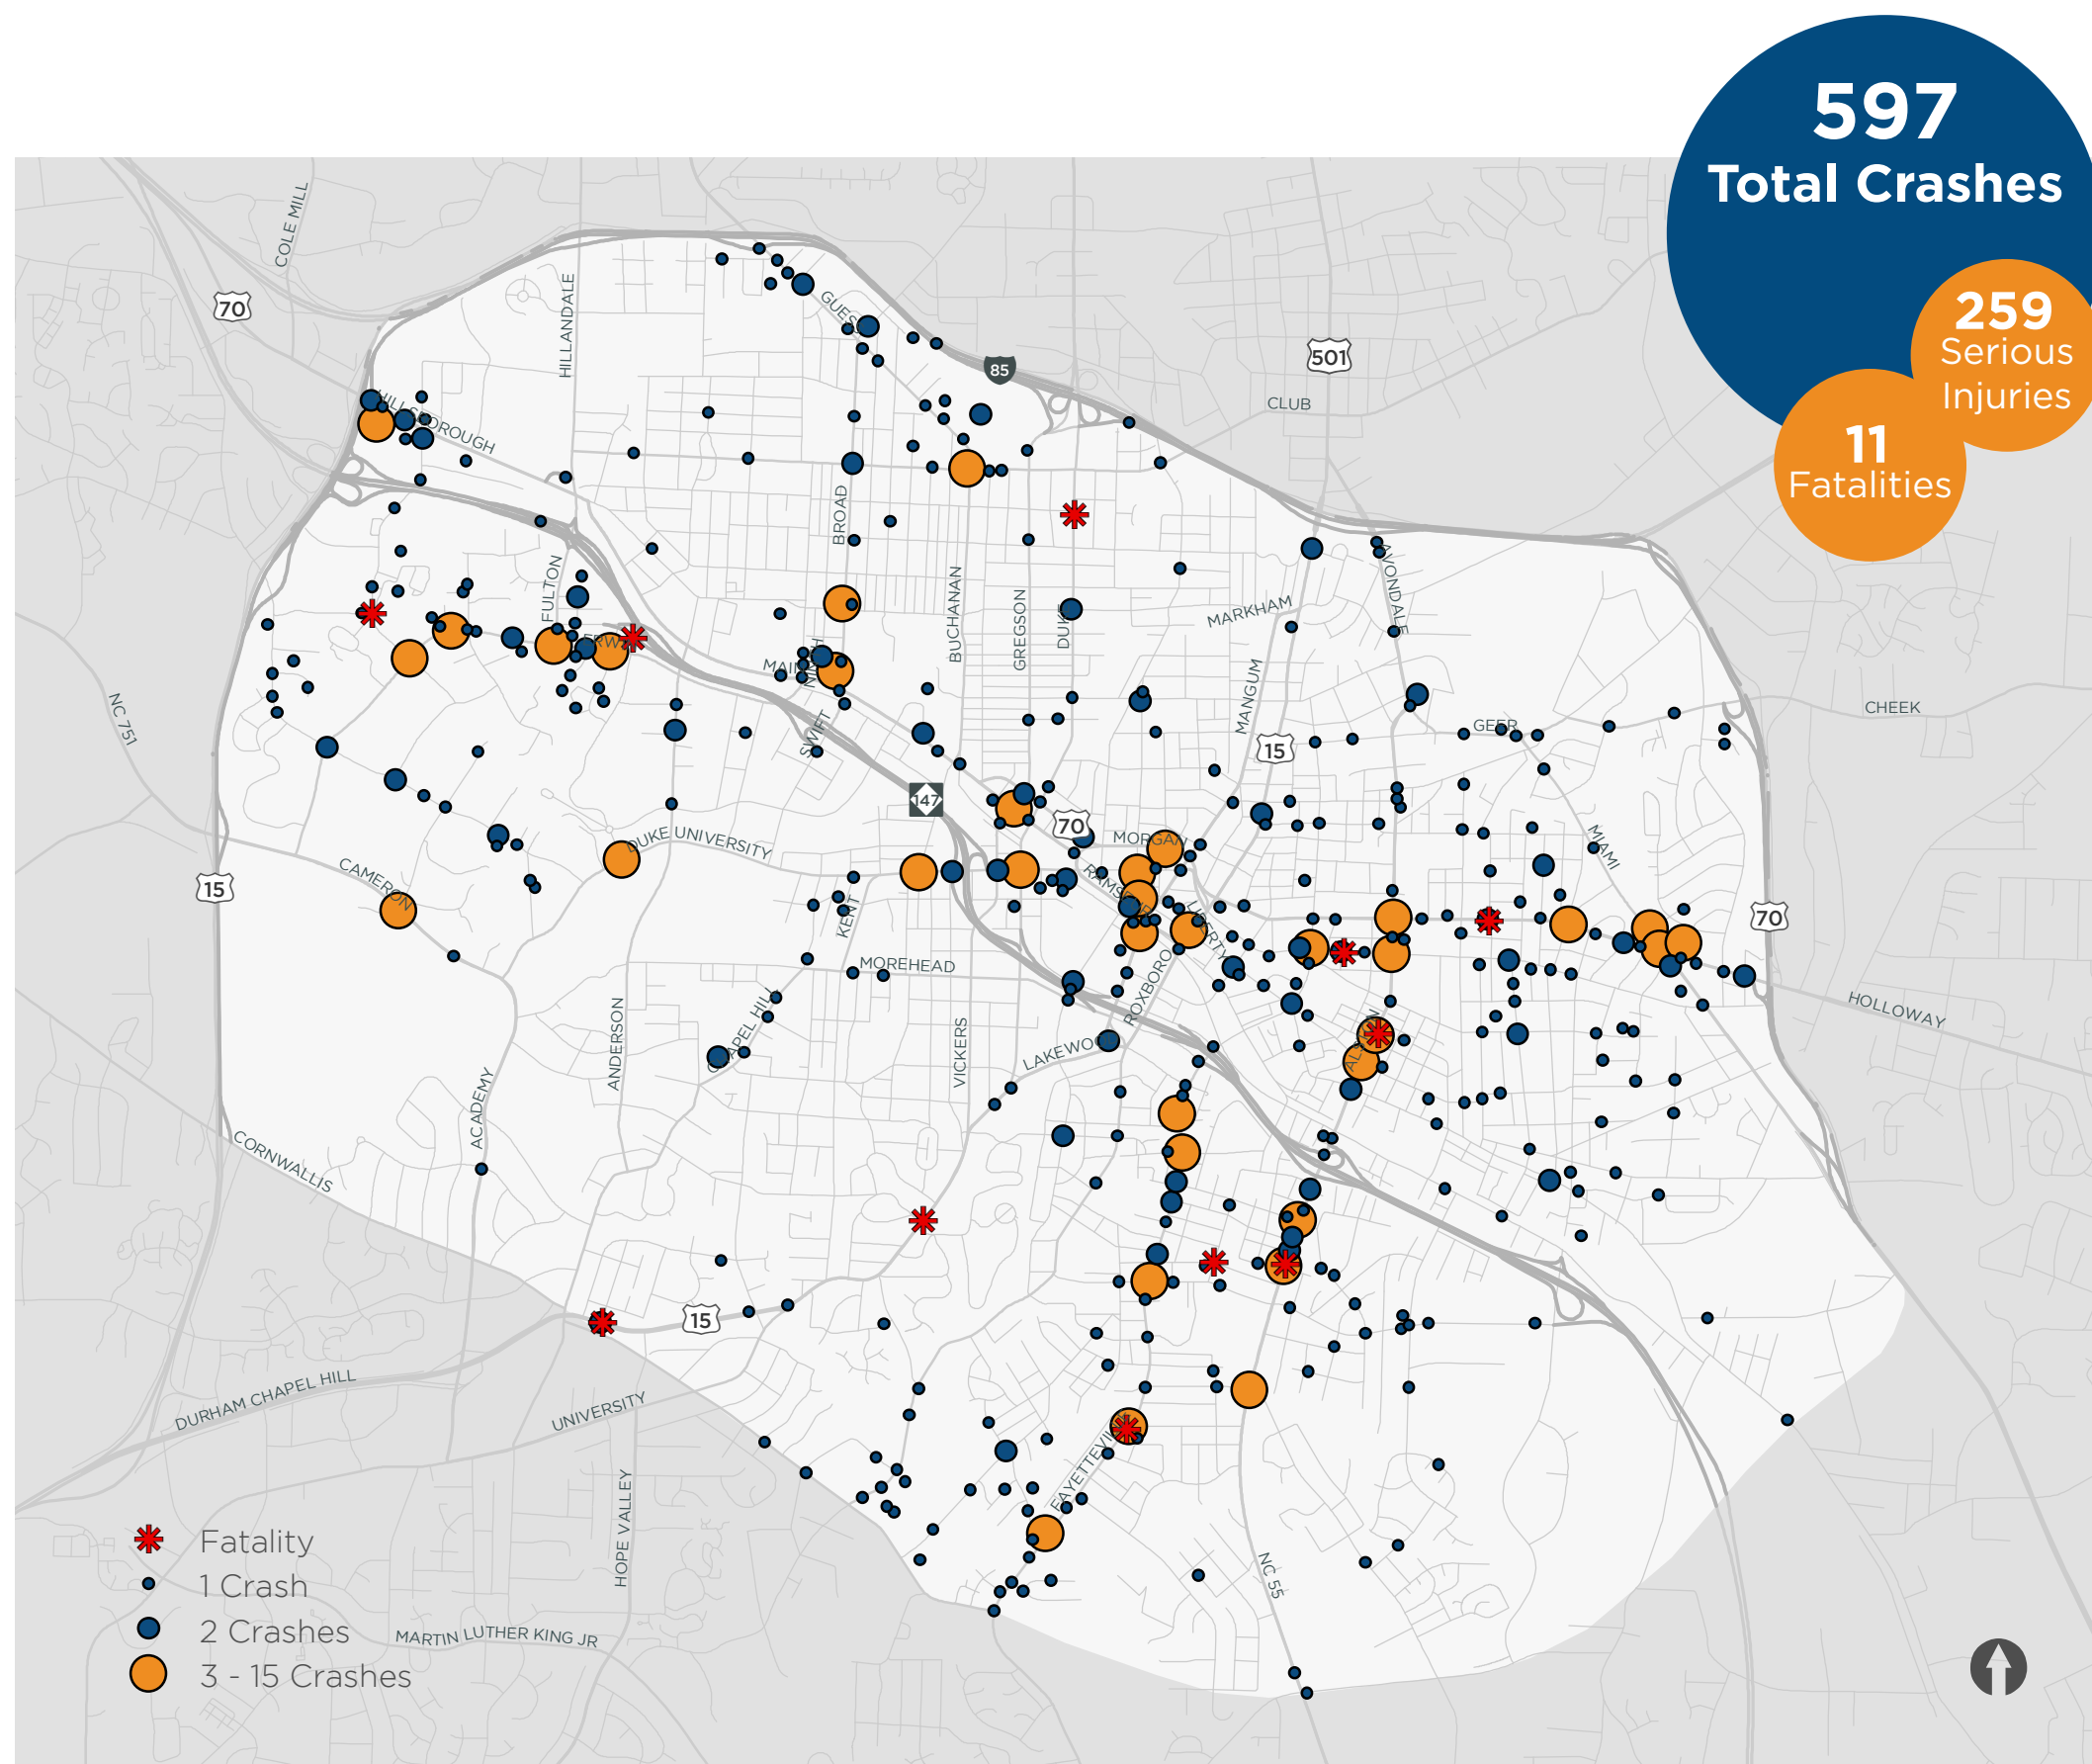 597
Total Crashes
259
Serious
Injuries
11
Fatalities
COLE MILL
70
HILLANDALE
GUESS
85
501
CLUB
HILLSBOROUGH
BROAD
FULTON
BUCHANAN
GREGSON
DUKE
MARKHAM
AVONDALE
MAIN
NINTH
SWIFT
MANGUM
15
GEER
CHEEK
NC 751
147
70
MORGAN
MIAMI
DUKE UNIVERSITY
15
CAMERON
KENT
LIBERTY
70
MOREHEAD
ROXBORO
HOLLOWAY
CHAPEL HILL
ANDERSON
VICKERS
ACADEMY
CORNWALLIS
15
DURHAM CHAPEL HILL
UNIVERSITY
HOPE VALLEY
NC 55
MARTIN LUTHER KING JR
Fatality
1 Crash
2 Crashes
3 - 15 Crashes